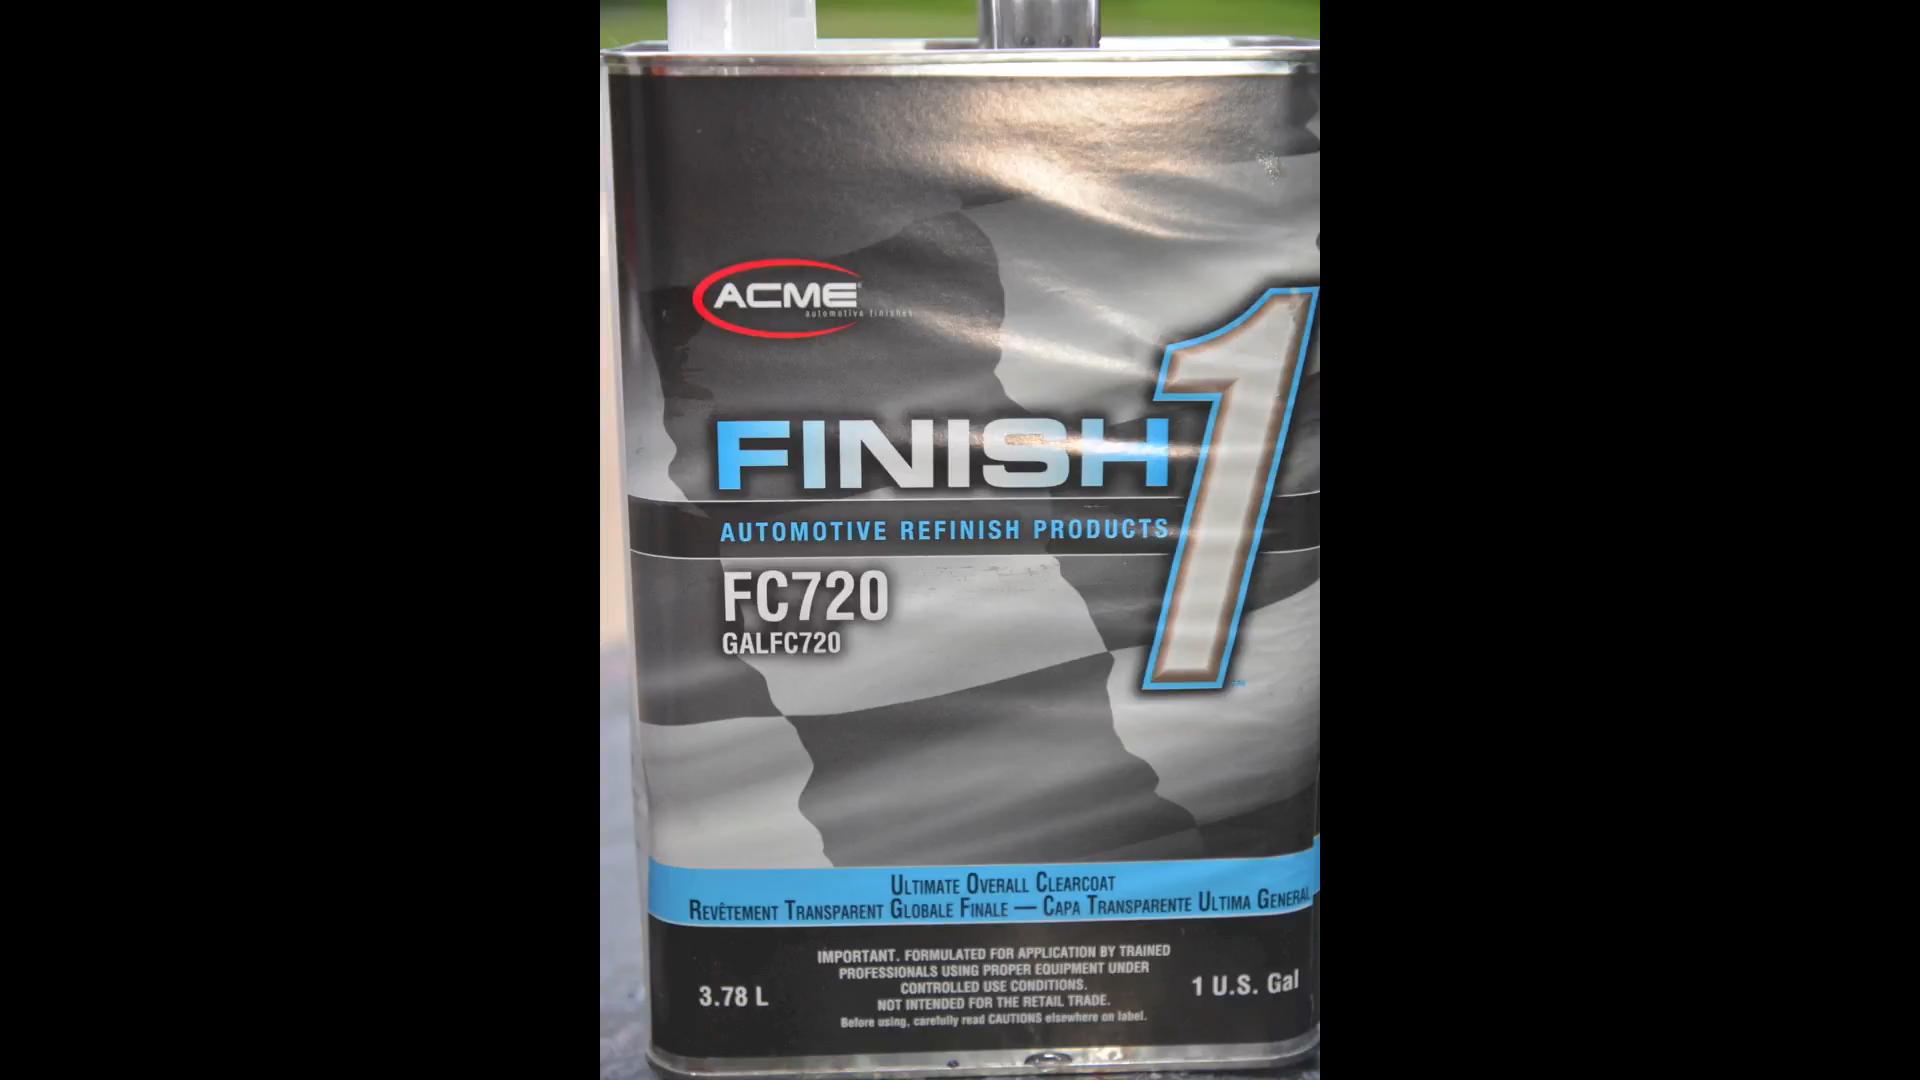 ACME
automotive finishes
FINISH 1
AUTOMOTIVE REFINISH PRODUCTS
FC720
GALFC720
ULTIMATE OVERALL CLEARCOAT
REVÊTEMENT TRANSPARENT GLOBALE FINALE — CAPA TRANSPARENTE ULTIMA GENERAL
IMPORTANT. FORMULATED FOR APPLICATION BY TRAINED
PROFESSIONALS USING PROPER EQUIPMENT UNDER
CONTROLLED USE CONDITIONS.
NOT INTENDED FOR THE RETAIL TRADE.
Before using, carefully read CAUTIONS elsewhere on label.
3.78 L
1 U.S. Gal